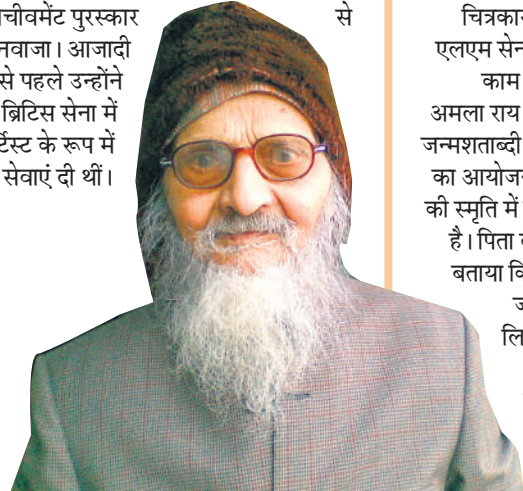 चीवमेंट पुरस्कार
नवाजा। आजादी
से पहले उन्होंने
ब्रिटिस सेना में
र्टिस्ट के रूप में
सेवाएं दी थीं।
से
चित्रकार
एलएम सेन
काम
अमला राय
जन्मशताब्दी
का आयोजन
की स्मृति में
है। पिता
बताया